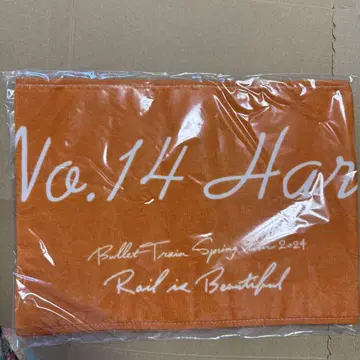 No.14 Har
Bullet Train Spring Tour 2024
Rail is Beautiful